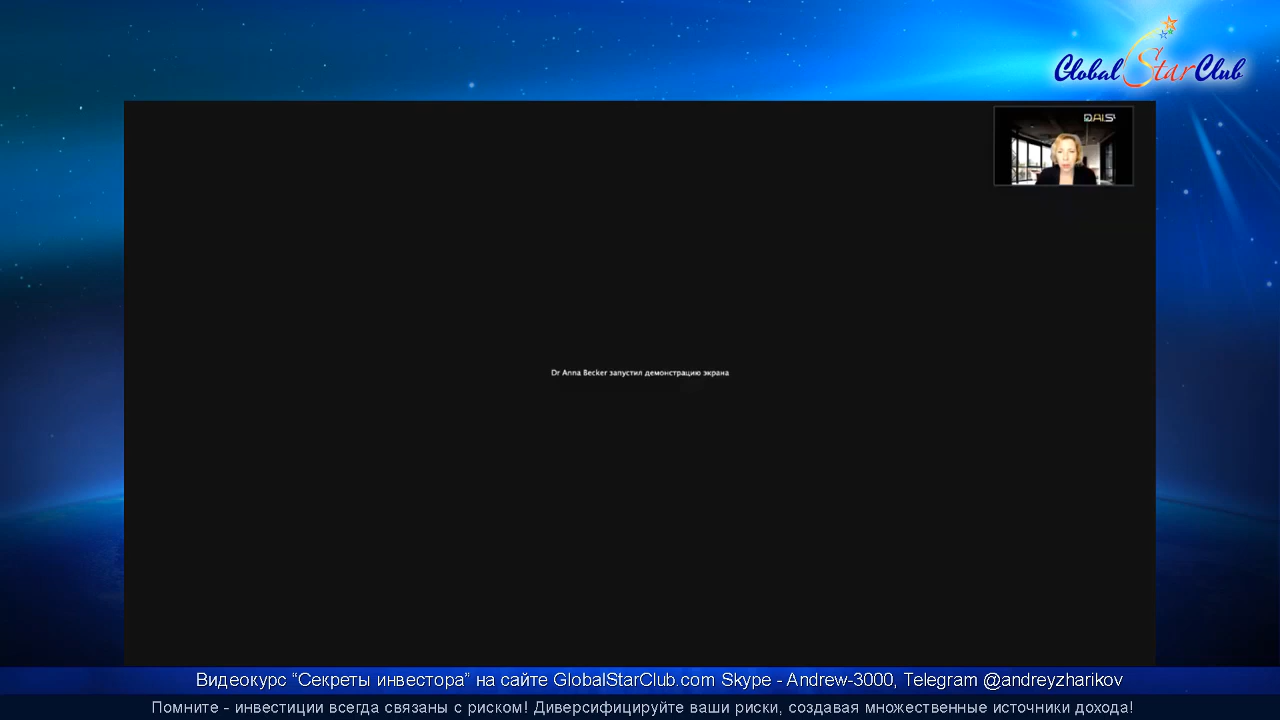 Global Star Club
DAIS
Dr Anna Becker запустил демонстрацию экрана
Видеокурс “Секреты инвестора” на сайте GlobalStarClub.com Skype - Andrew-3000, Telegram @andreyzharikov
Помните - инвестиции всегда связаны с риском! Диверсифицируйте ваши риски, создавая множественные источники дохода!